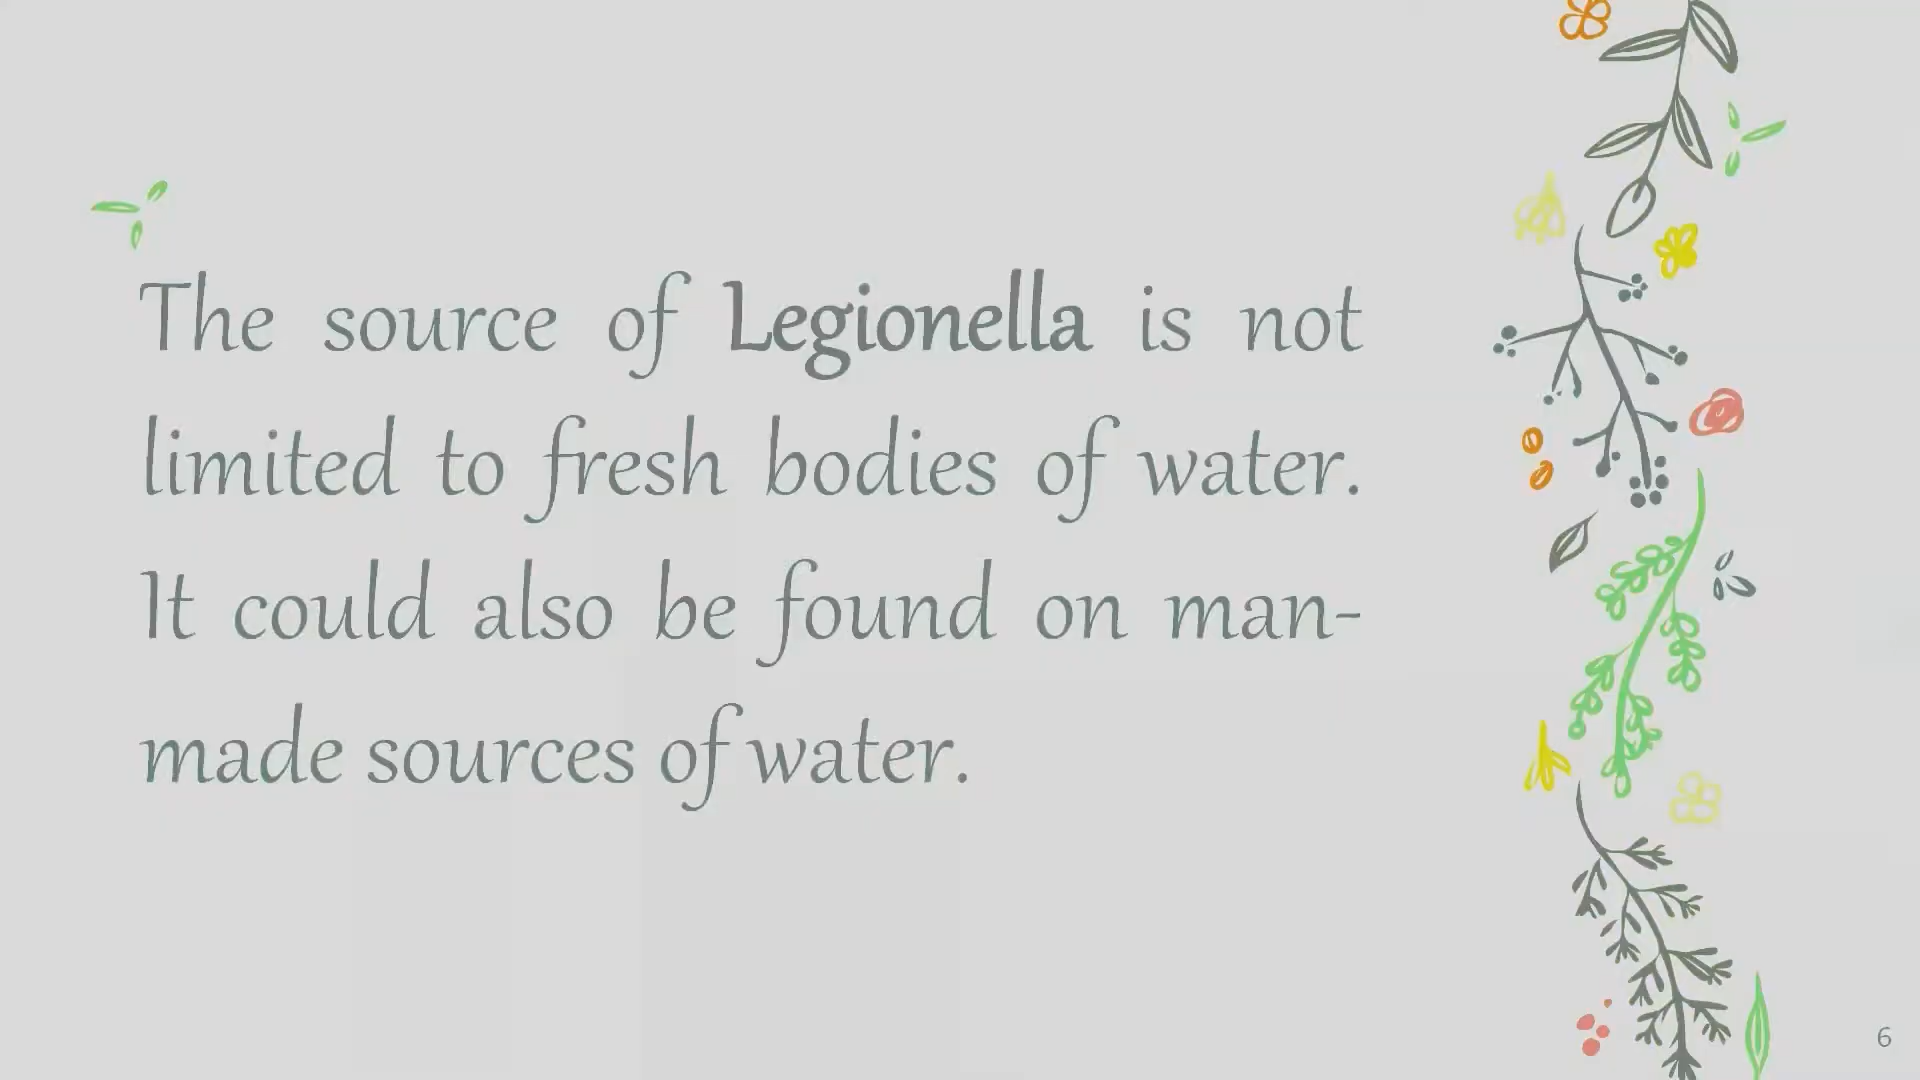 The source of Legionella is not
limited to fresh bodies of water.
It could also be found on man-
made sources of water.
6